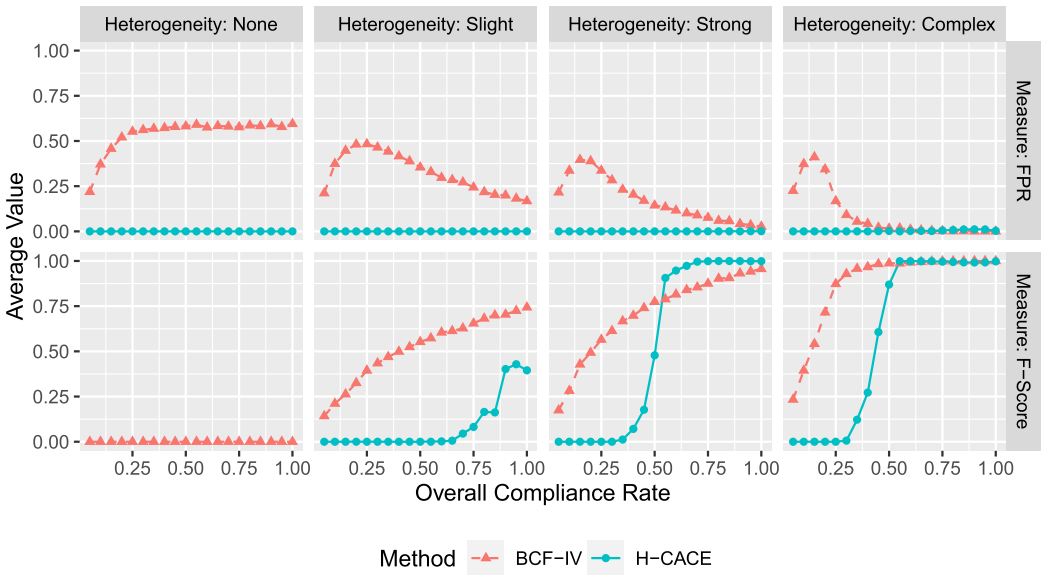 Heterogeneity: None Heterogeneity: Slight Heterogeneity: Strong Heterogeneity: Complex
1.00
0.75
0.50
0.25
0.00
Measure: FPR
1.00
0.75
0.50
0.25
0.00
Measure: F−Score
Average Value
0.25 0.50 0.75 1.00 0.25 0.50 0.75 1.00 0.25 0.50 0.75 1.00 0.25 0.50 0.75 1.00
Overall Compliance Rate
Method BCF−IV H−CACE